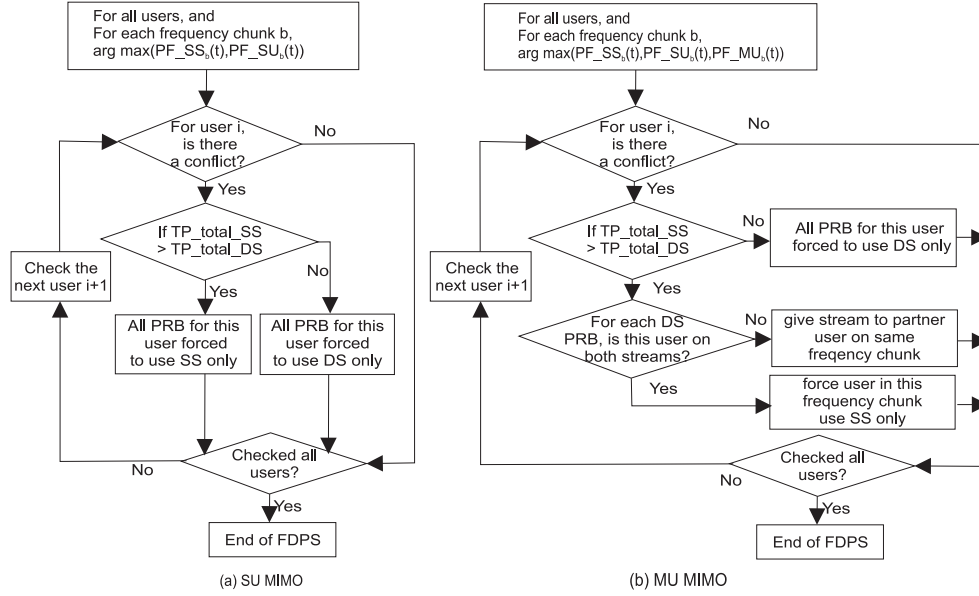 For all users, and
For each frequency chunk b,
arg max(PF_SS_b(t),PF_SU_b(t))
For user i,
is there
a conflict?
No
Yes
If TP_total_SS
> TP_total_DS
No
Yes
Check the
next user i+1
All PRB for this
user forced
to use SS only
All PRB for this
user forced
to use DS only
Checked all
users?
No
Yes
End of FDPS
(a) SU MIMO
For all users, and
For each frequency chunk b,
arg max(PF_SS_b(t),PF_SU_b(t),PF_MU_b(t))
For user i,
is there
a conflict?
No
Yes
If TP_total_SS
> TP_total_DS
No
All PRB for this user
forced to use DS only
Check the
next user i+1
Yes
For each DS
PRB, is this user on
both streams?
No
give stream to partner
user on same
freqency chunk
Yes
force user in this
frequency chunk
use SS only
Checked all
users?
No
Yes
End of FDPS
(b) MU MIMO